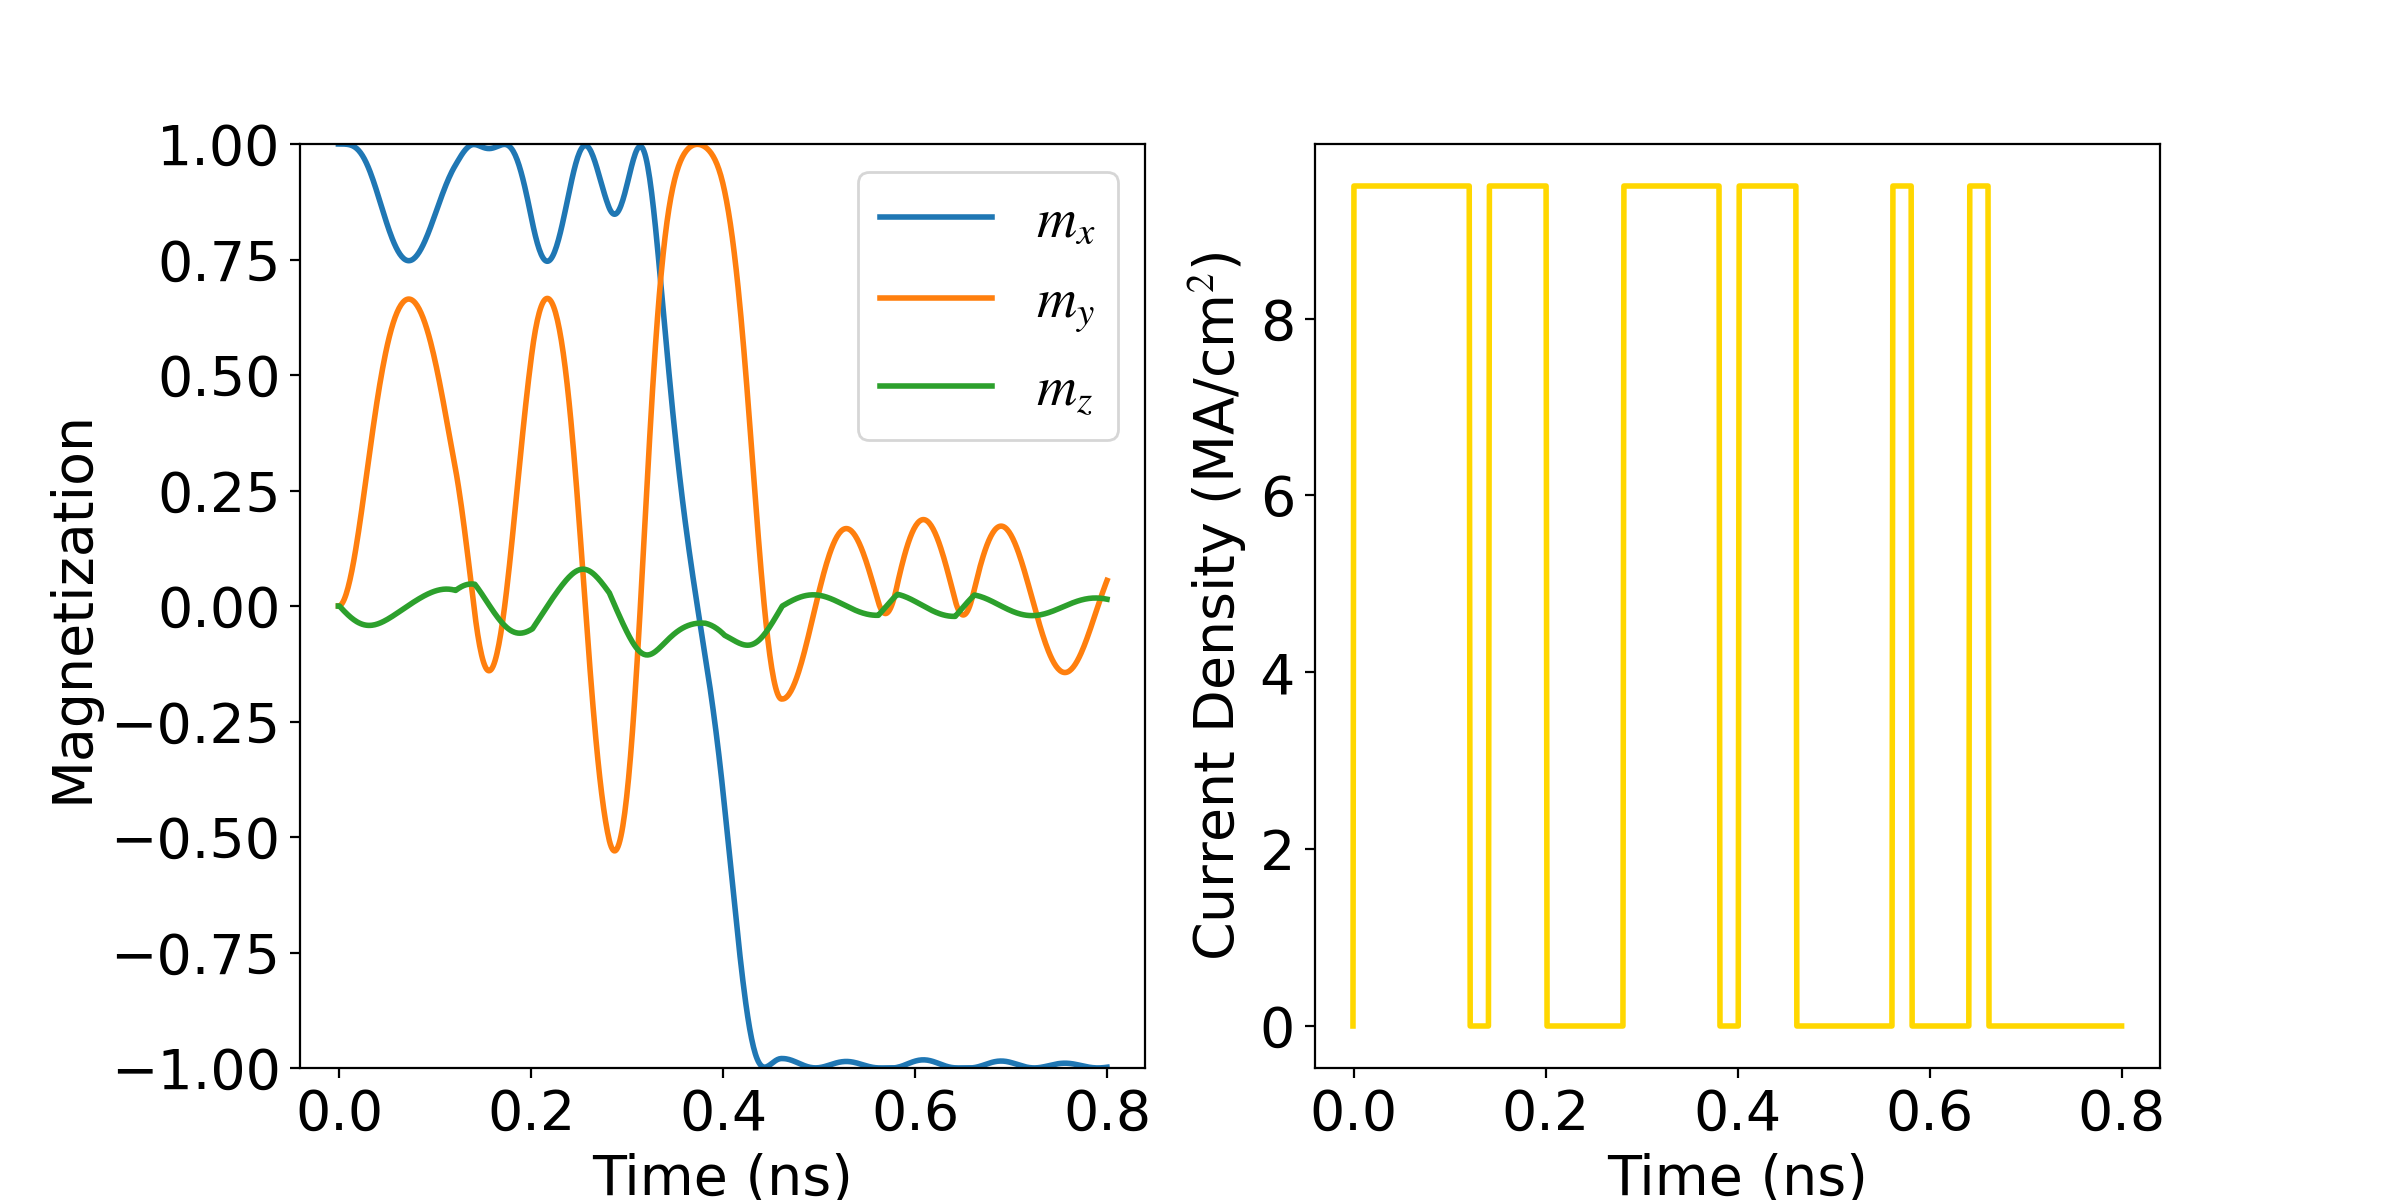 1.00
0.75
0.50
0.25
0.00
−0.25
−0.50
−0.75
−1.00
Magnetization
0.0 0.2 0.4 0.6 0.8
Time (ns)
m_x
m_y
m_z
8
6
4
2
0
Current Density (MA/cm²)
0.0 0.2 0.4 0.6 0.8
Time (ns)